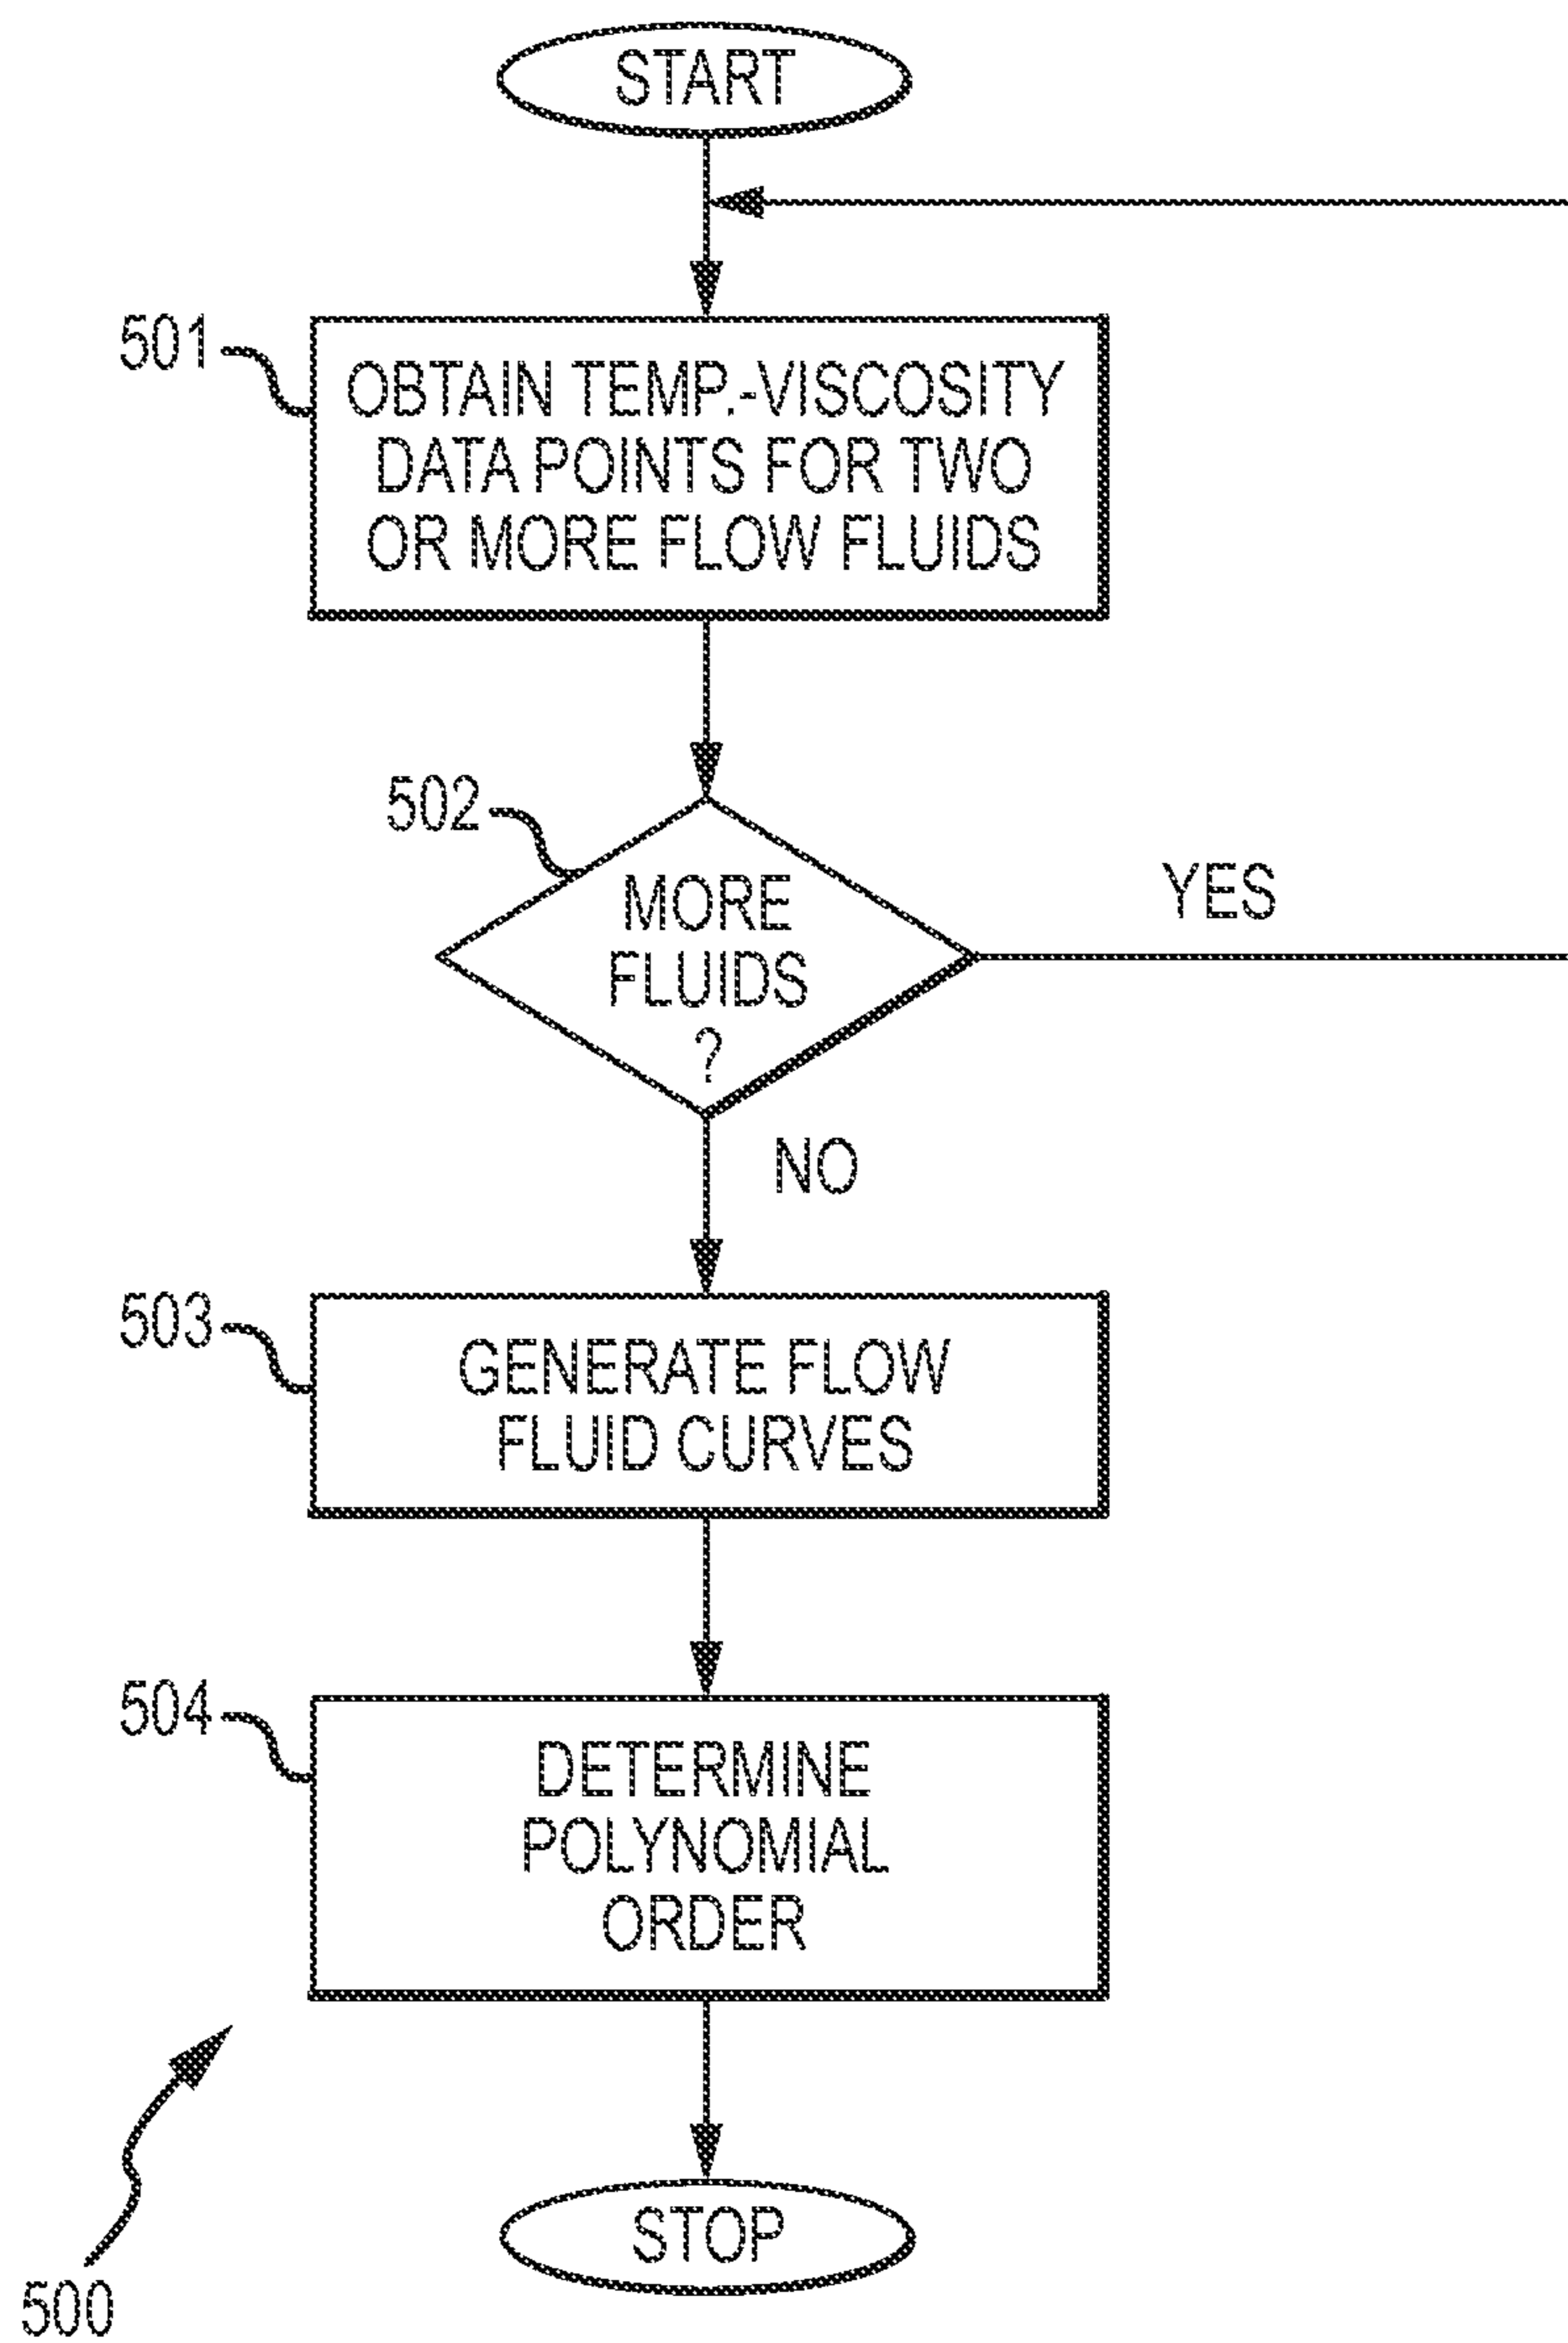 START
501
OBTAIN TEMP.-VISCOSITY
DATA POINTS FOR TWO
OR MORE FLOW FLUIDS
502
MORE
FLUIDS
?
YES
NO
503
GENERATE FLOW
FLUID CURVES
504
DETERMINE
POLYNOMIAL
ORDER
STOP
500